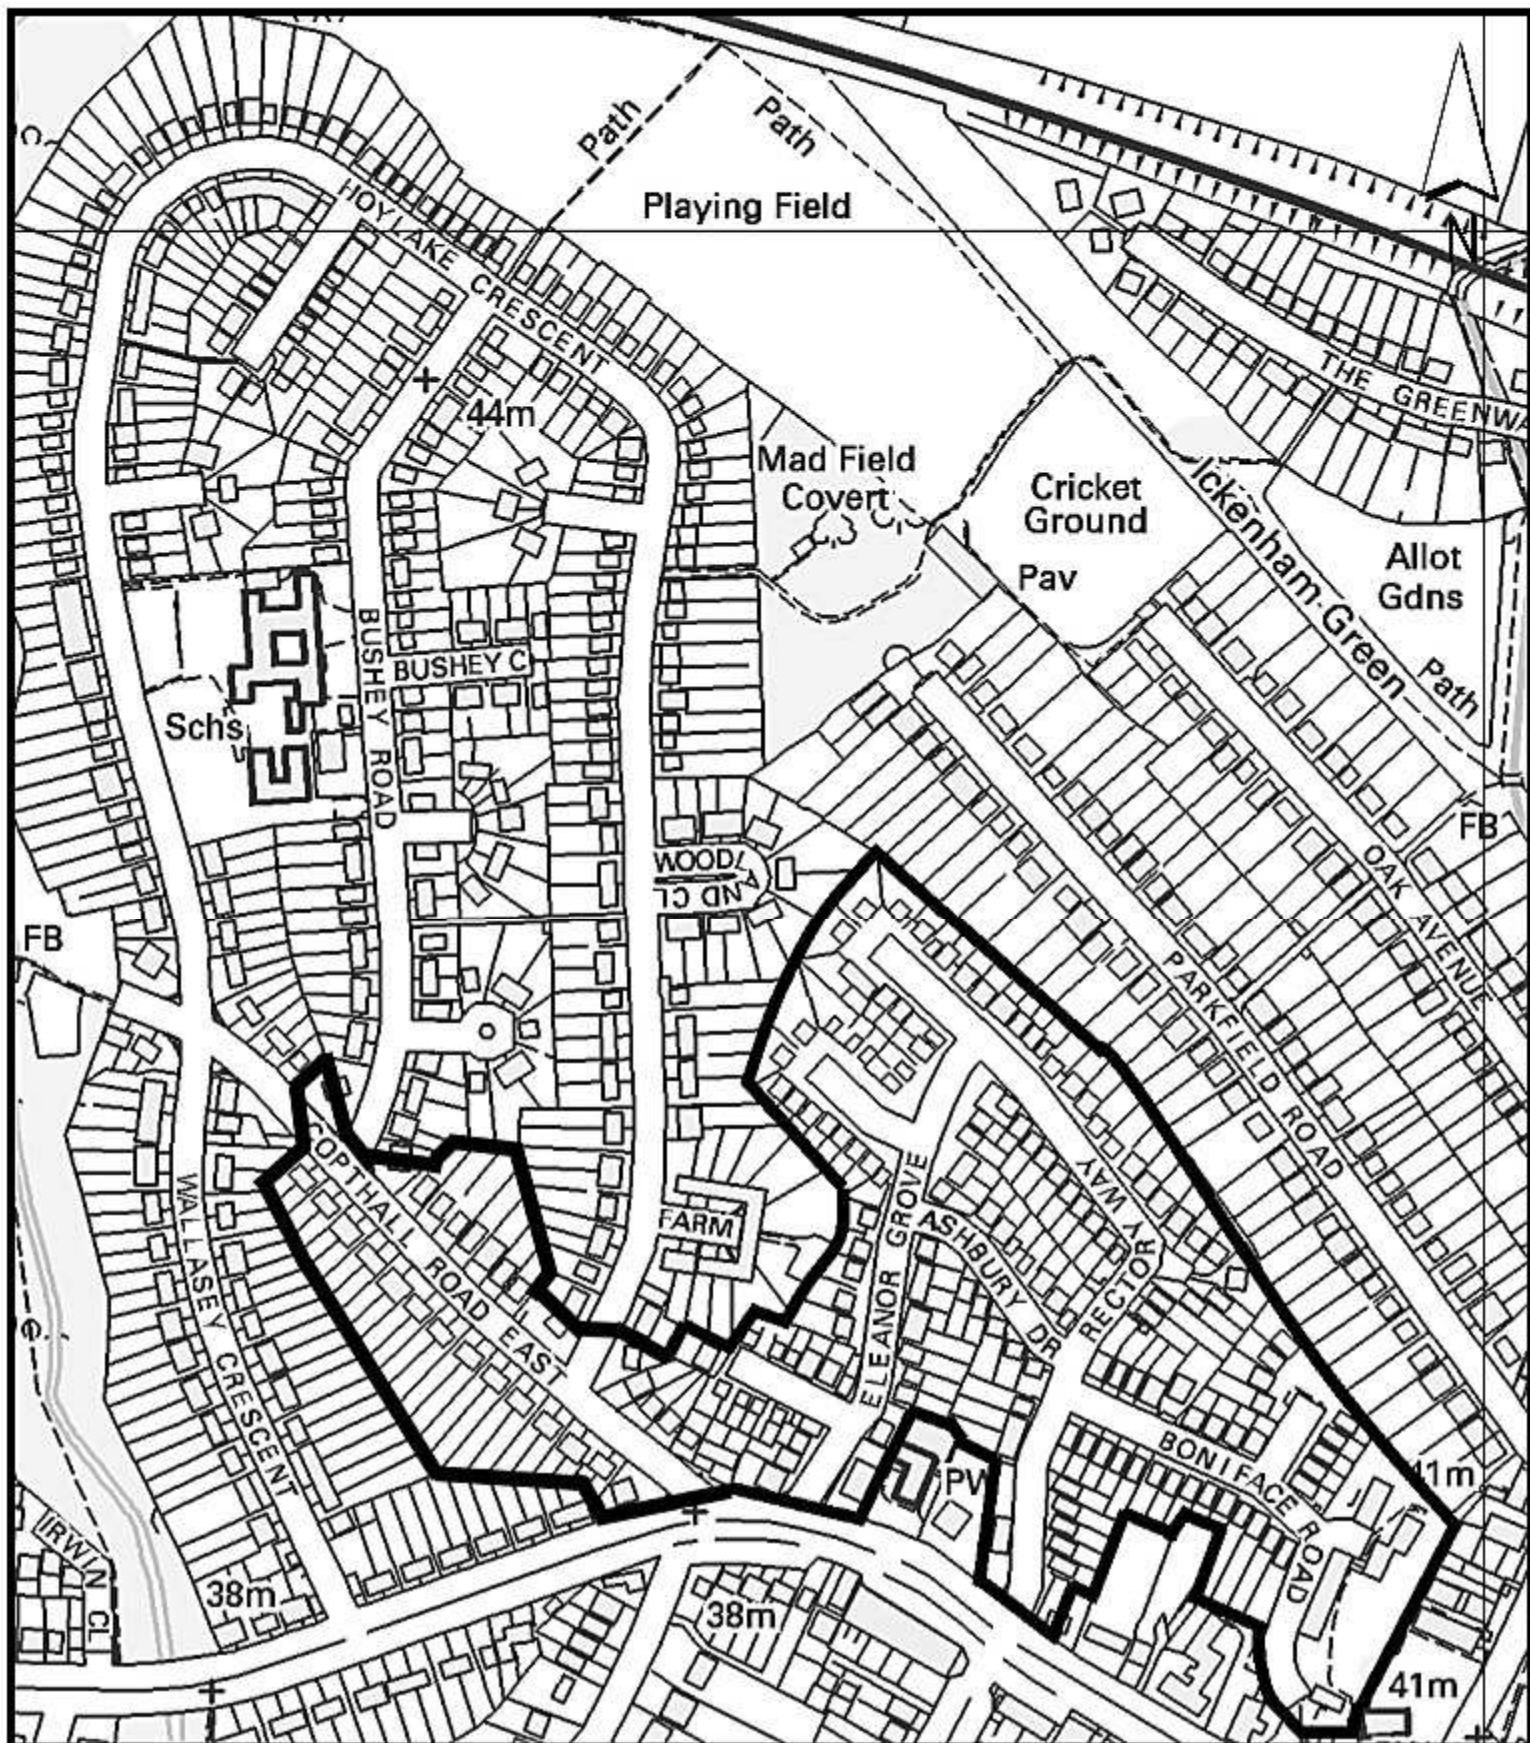 Path
Path
Playing Field
N
HOYLAKE CRESCENT
THE GREENWA
44m
Mad Field
Covert
Cricket
Ground
Ickenham Green
Path
Allot
Gdns
Pav
BUSHEY ROAD
BUSHEY C
Schs
FB
WOODL
AND CL
OAK AVENUE
FB
PARKFIELD ROAD
COPTHALL ROAD EAST
WALLASEY CRESCENT
FARM
ELEANOR GROVE
ASHBURY DR
RECTORY WAY
BONIFACE ROAD
PW
41m
IRWIN CL
38m
38m
41m